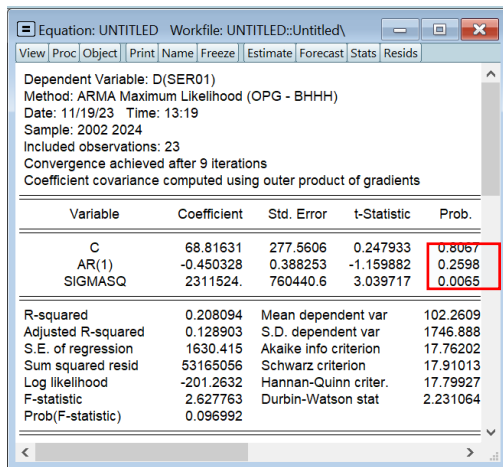 Equation: UNTITLED Workfile: UNTITLED::Untitled\
View Proc Object Print Name Freeze Estimate Forecast Stats Resids
Dependent Variable: D(SER01)
Method: ARMA Maximum Likelihood (OPG - BHHH)
Date: 11/19/23 Time: 13:19
Sample: 2002 2024
Included observations: 23
Convergence achieved after 9 iterations
Coefficient covariance computed using outer product of gradients
Variable Coefficient Std. Error t-Statistic Prob.
C 68.81631 277.5606 0.247933 0.8067
AR(1) -0.450328 0.388253 -1.159882 0.2598
SIGMASQ 2311524. 760440.6 3.039717 0.0065
R-squared 0.208094 Mean dependent var 102.2609
Adjusted R-squared 0.128903 S.D. dependent var 1746.888
S.E. of regression 1630.415 Akaike info criterion 17.76202
Sum squared resid 53165056 Schwarz criterion 17.91013
Log likelihood -201.2632 Hannan-Quinn criter. 17.79927
F-statistic 2.627763 Durbin-Watson stat 2.231064
Prob(F-statistic) 0.096992